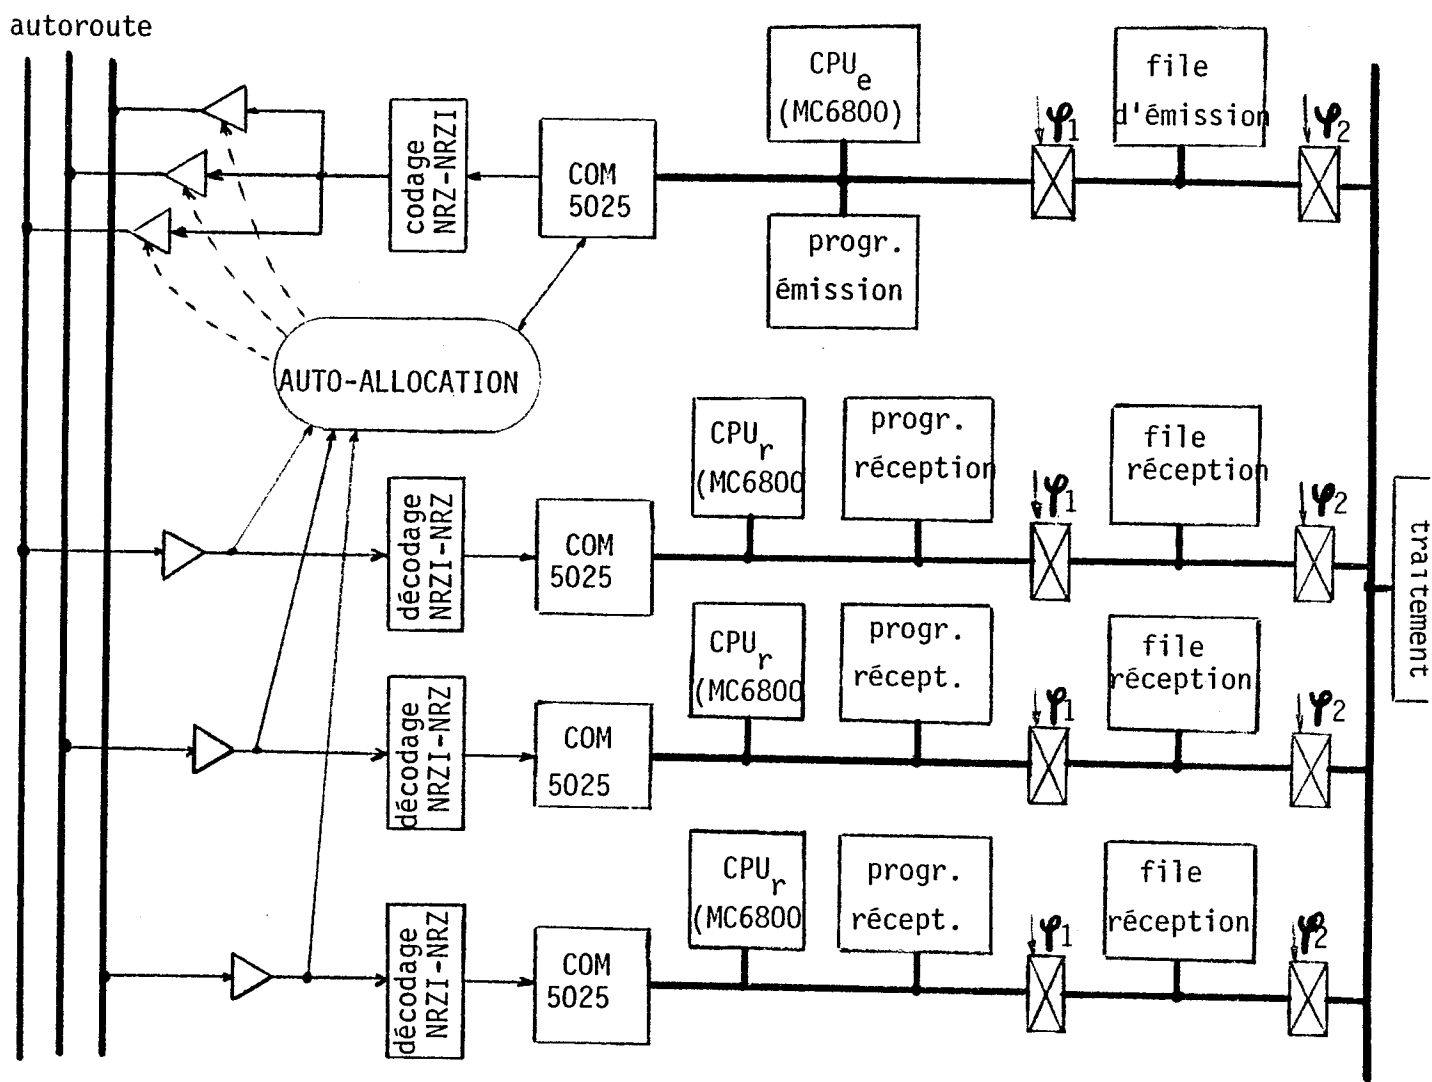 autoroute
CPUe
(MC6800)
file
d'émission
φ1
φ2
codage
NRZ-NRZI
COM
5025
progr.
émission
AUTO-ALLOCATION
CPUr
(MC6800
progr.
réception
file
réception
φ1
φ2
décodage
NRZI-NRZ
COM
5025
traitement
CPUr
(MC6800
progr.
récept.
file
réception
φ1
φ2
décodage
NRZI-NRZ
COM
5025
CPUr
(MC6800
progr.
récept.
file
réception
φ1
φ2
décodage
NRZI-NRZ
COM
5025